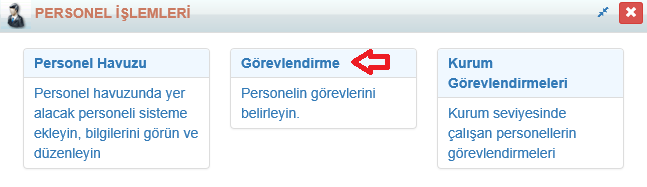 PERSONEL İŞLEMLERİ
Personel Havuzu
Personel havuzunda yer
alacak personeli sisteme
ekleyin, bilgilerini görün ve
düzenleyin
Görevlendirme
Personelin görevlerini
belirleyin.
Kurum
Görevlendirmeleri
Kurum seviyesinde
çalışan personellerin
görevlendirmeleri